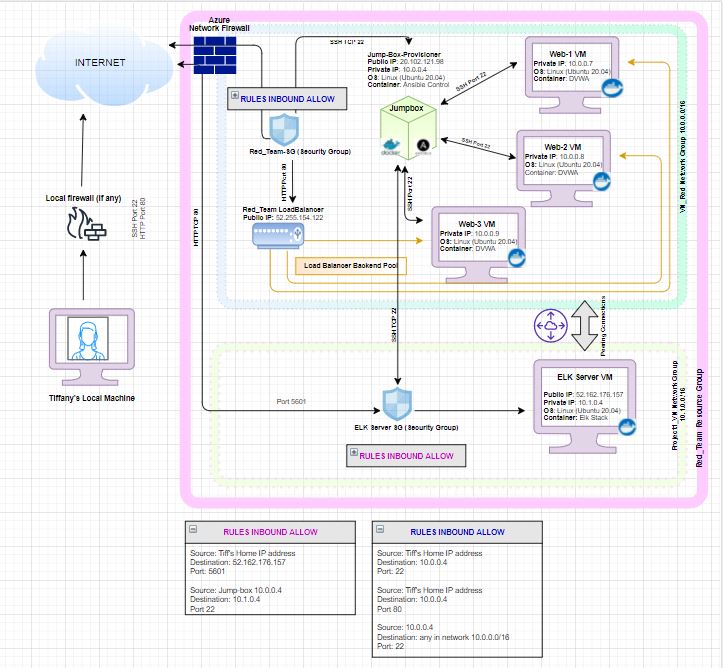 Azure
Network Firewall
INTERNET
SSH TCP 22
Jump-Box-Provisioner
Public IP: 20.102.121.98
Private IP: 10.0.0.4
OS: Linux (Ubuntu 20.04)
Container: Ansible Control
Jumpbox
docker
A
SSH Port 22
Web-1 VM
Private IP: 10.0.0.7
OS: Linux (Ubuntu 20.04)
Container: DVWA
RULES INBOUND ALLOW
Red_Team-SG (Security Group)
SSH Port 22
Web-2 VM
Private IP: 10.0.0.8
OS: Linux (Ubuntu 20.04)
Container: DVWA
VM_Red Network Group 10.0.0.0/16
HTTP Port 80
SSH Port 22
Local firewall (if any)
SSH Port 22
HTTP Port 80
HTTP TCP 80
Red_Team LoadBalancer
Public IP: 52.255.154.122
Web-3 VM
Private IP: 10.0.0.9
OS: Linux (Ubuntu 20.04)
Container: DVWA
Load Balancer Backend Pool
SSH TCP 22
Peering Connections
Tiffany's Local Machine
ELK Server VM
Public IP: 52.162.176.157
Private IP: 10.1.0.4
OS: Linux (Ubuntu 20.04)
Container: Elk Stack
Port 5601
ELK Server SG (Security Group)
RULES INBOUND ALLOW
Project1_VM Network Group
10.1.0.0/16
Red_Team Resource Group
RULES INBOUND ALLOW
Source: Tiff's Home IP address
Destination: 52.162.176.157
Port: 5601
Source: Jump-box 10.0.0.4
Destination: 10.1.0.4
Port 22
RULES INBOUND ALLOW
Source: Tiff's Home IP address
Destination: 10.0.0.4
Port: 22
Source: Tiff's Home IP address
Destination: 10.0.0.4
Port 80
Source: 10.0.0.4
Destination: any in network 10.0.0.0/16
Port: 22